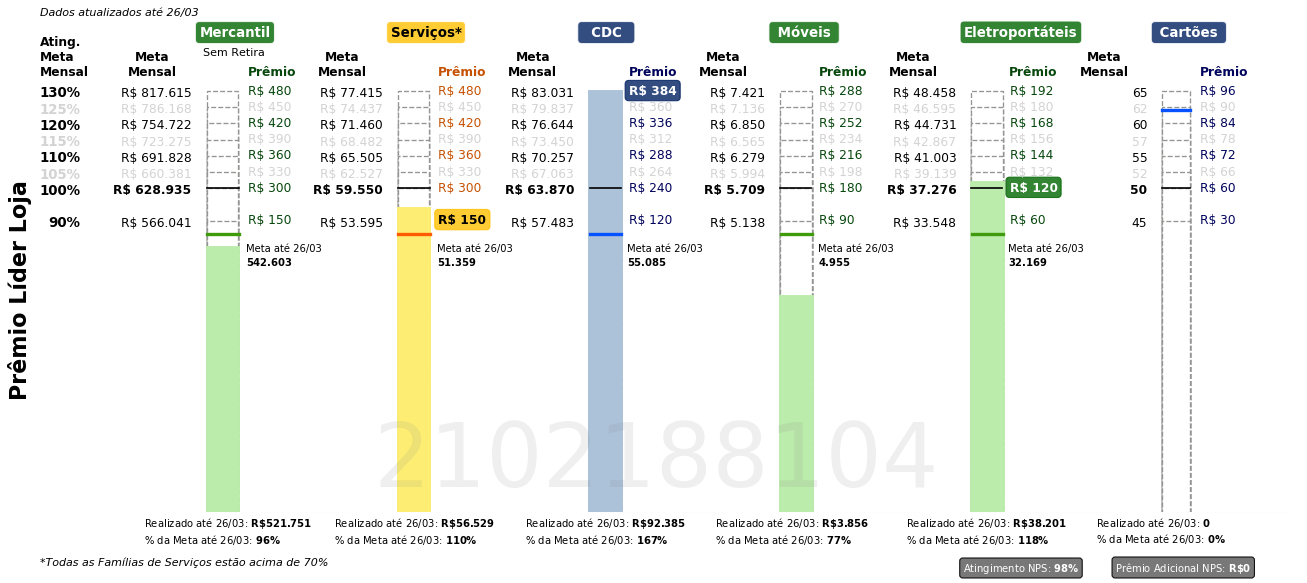 Dados atualizados até 26/03
Mercantil Serviços* CDC Móveis Eletroportáteis Cartões
Sem Retira
Ating. Meta Mensal Meta Mensal Prêmio Meta Mensal Prêmio Meta Mensal Prêmio Meta Mensal Prêmio Meta Mensal Prêmio Meta Mensal Prêmio
130% R$ 817.615 R$ 480 R$ 77.415 R$ 480 R$ 83.031 R$ 384 R$ 7.421 R$ 288 R$ 48.458 R$ 192 65 R$ 96
125% R$ 786.168 R$ 450 R$ 74.437 R$ 450 R$ 79.837 R$ 360 R$ 7.136 R$ 270 R$ 46.595 R$ 180 62 R$ 90
120% R$ 754.722 R$ 420 R$ 71.460 R$ 420 R$ 76.644 R$ 336 R$ 6.850 R$ 252 R$ 44.731 R$ 168 60 R$ 84
115% R$ 723.275 R$ 390 R$ 68.482 R$ 390 R$ 73.450 R$ 312 R$ 6.565 R$ 234 R$ 42.867 R$ 156 57 R$ 78
110% R$ 691.828 R$ 360 R$ 65.505 R$ 360 R$ 70.257 R$ 288 R$ 6.279 R$ 216 R$ 41.003 R$ 144 55 R$ 72
105% R$ 660.381 R$ 330 R$ 62.527 R$ 330 R$ 67.063 R$ 264 R$ 5.994 R$ 198 R$ 39.139 R$ 132 52 R$ 66
100% R$ 628.935 R$ 300 R$ 59.550 R$ 300 R$ 63.870 R$ 240 R$ 5.709 R$ 180 R$ 37.276 R$ 120 50 R$ 60
90% R$ 566.041 R$ 150 R$ 53.595 R$ 150 R$ 57.483 R$ 120 R$ 5.138 R$ 90 R$ 33.548 R$ 60 45 R$ 30
Meta até 26/03 Meta até 26/03 Meta até 26/03 Meta até 26/03 Meta até 26/03
542.603 51.359 55.085 4.955 32.169
Prêmio Líder Loja
2102188104
Realizado até 26/03: R$521.751 Realizado até 26/03: R$56.529 Realizado até 26/03: R$92.385 Realizado até 26/03: R$3.856 Realizado até 26/03: R$38.201 Realizado até 26/03: 0
% da Meta até 26/03: 96% % da Meta até 26/03: 110% % da Meta até 26/03: 167% % da Meta até 26/03: 77% % da Meta até 26/03: 118% % da Meta até 26/03: 0%
*Todas as Famílias de Serviços estão acima de 70% Atingimento NPS: 98% Prêmio Adicional NPS: R$0